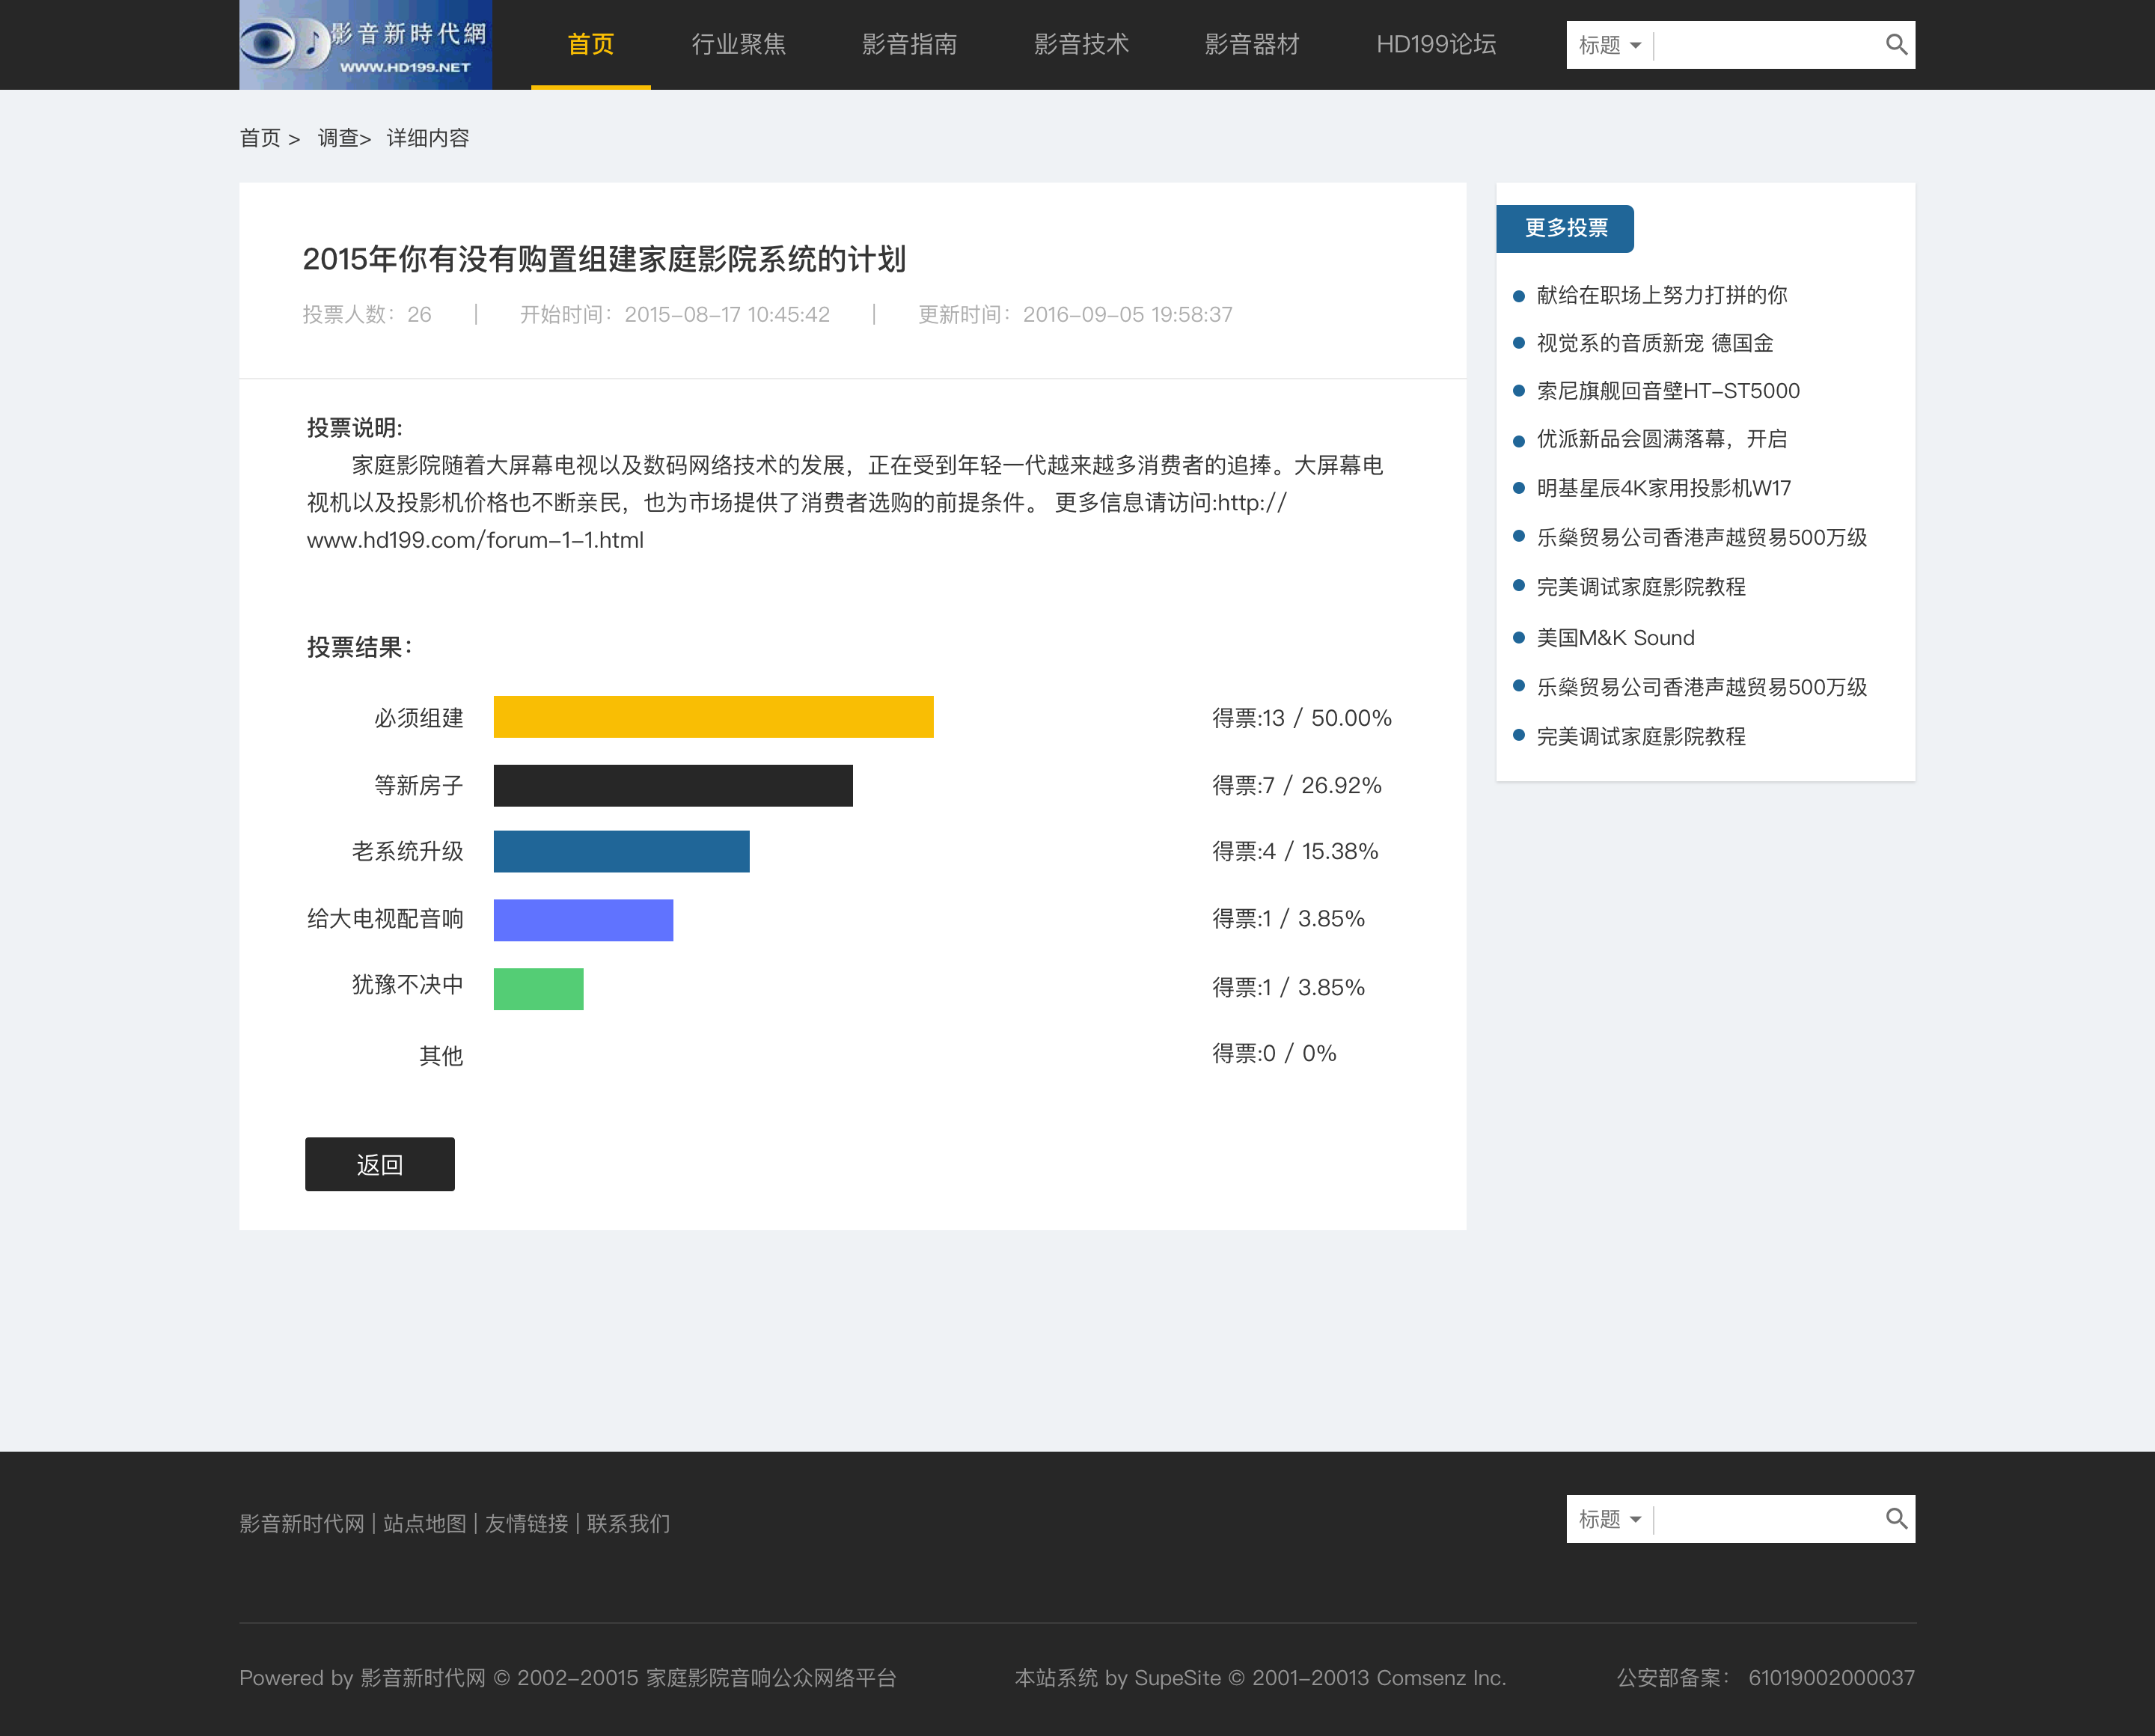 影音新時代網
WWW.HD199.NET
首页 行业聚焦 影音指南 影音技术 影音器材 HD199论坛 标题
首页 > 调查> 详细内容
2015年你有没有购置组建家庭影院系统的计划
投票人数：26 | 开始时间：2015-08-17 10:45:42 | 更新时间：2016-09-05 19:58:37
投票说明:
家庭影院随着大屏幕电视以及数码网络技术的发展，正在受到年轻一代越来越多消费者的追捧。大屏幕电
视机以及投影机价格也不断亲民，也为市场提供了消费者选购的前提条件。 更多信息请访问:http://
www.hd199.com/forum-1-1.html
投票结果：
必须组建 得票:13 / 50.00%
等新房子 得票:7 / 26.92%
老系统升级 得票:4 / 15.38%
给大电视配音响 得票:1 / 3.85%
犹豫不决中 得票:1 / 3.85%
其他 得票:0 / 0%
返回
更多投票
献给在职场上努力打拼的你
视觉系的音质新宠 德国金
索尼旗舰回音壁HT-ST5000
优派新品会圆满落幕，开启
明基星辰4K家用投影机W17
乐燊贸易公司香港声越贸易500万级
完美调试家庭影院教程
美国M&K Sound
乐燊贸易公司香港声越贸易500万级
完美调试家庭影院教程
影音新时代网 | 站点地图 | 友情链接 | 联系我们 标题
Powered by 影音新时代网 © 2002-20015 家庭影院音响公众网络平台 本站系统 by SupeSite © 2001-20013 Comsenz Inc. 公安部备案： 61019002000037